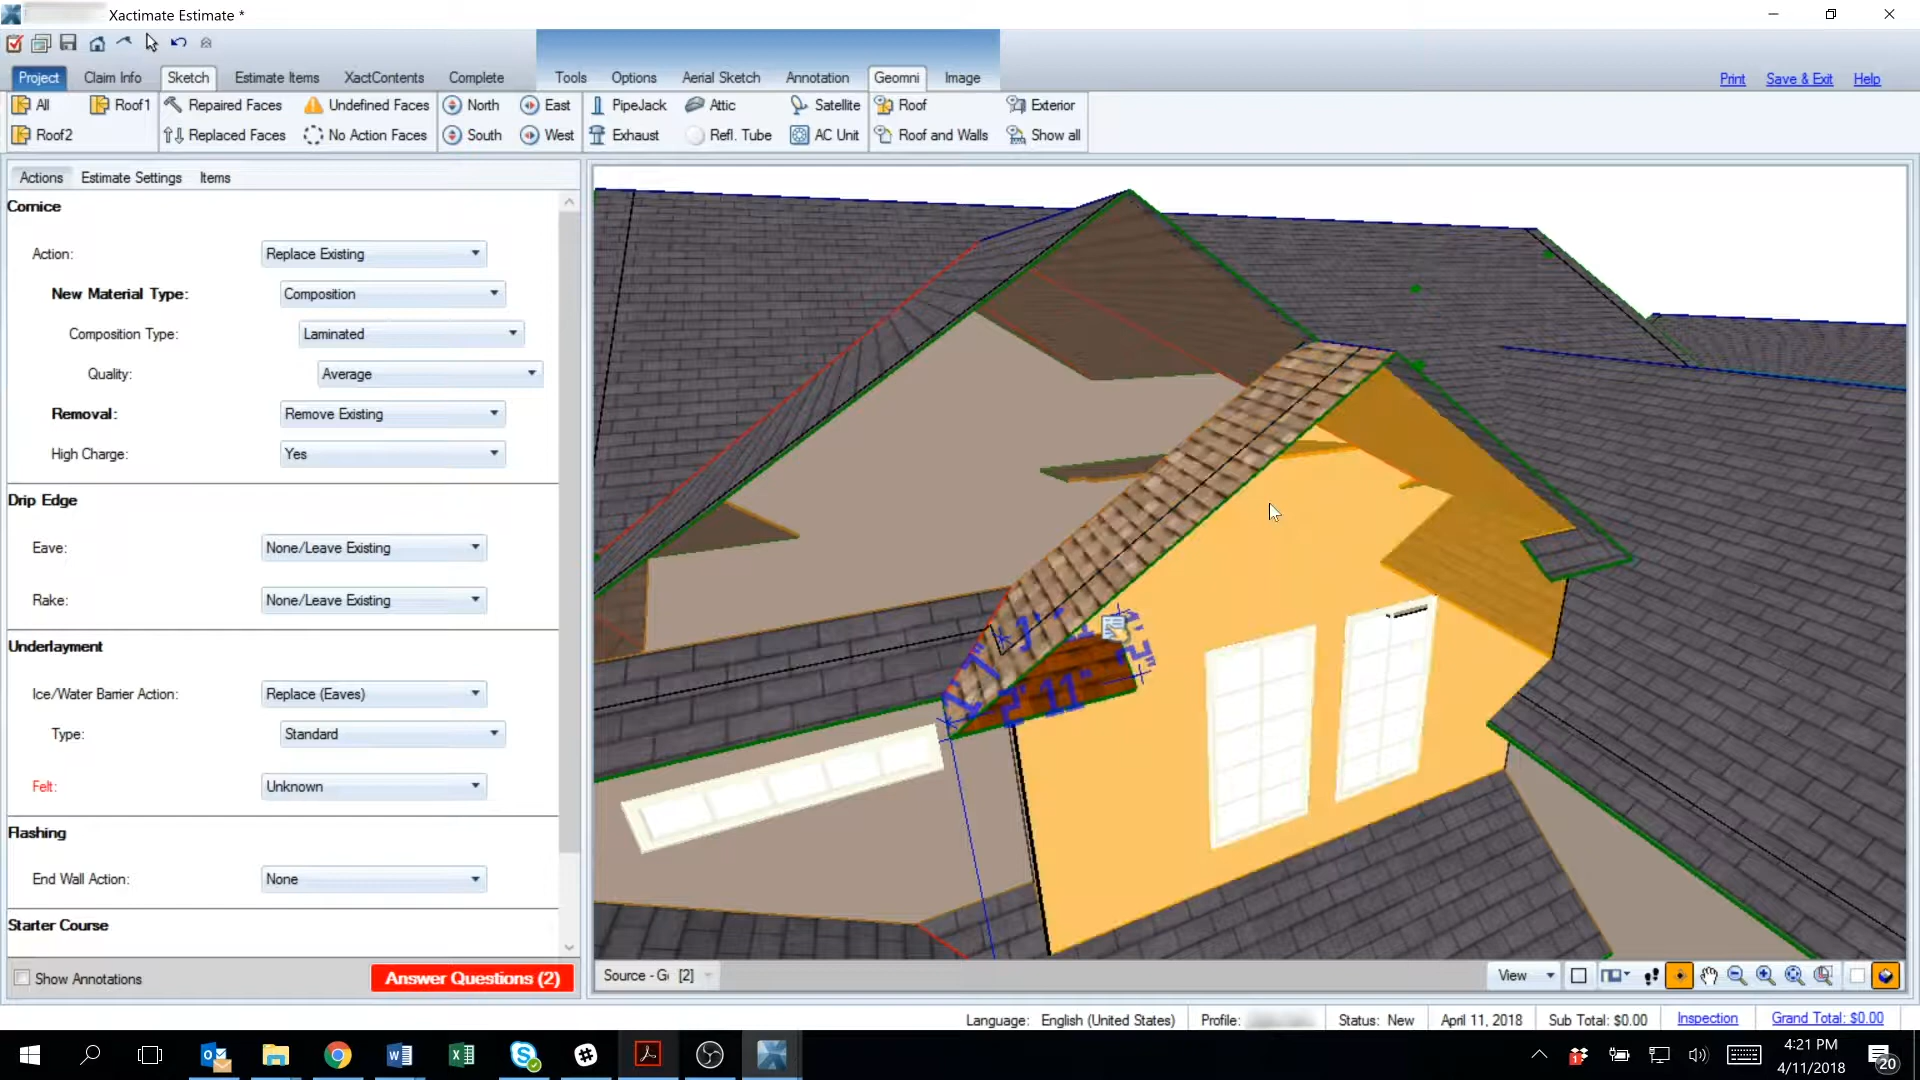 Xactimate Estimate *
Project Claim Info Sketch Estimate Items XactContents Complete Tools Options Aerial Sketch Annotation Geomni Image Print Save & Exit Help
All Roof1 Repaired Faces Undefined Faces North East PipeJack Attic Satellite Roof Exterior
Roof2 Replaced Faces No Action Faces South West Exhaust Refl. Tube AC Unit Roof and Walls Show all
Actions Estimate Settings Items
Cornice
Action: Replace Existing
New Material Type: Composition
Composition Type: Laminated
Quality: Average
Removal: Remove Existing
High Charge: Yes
Drip Edge
Eave: None/Leave Existing
Rake: None/Leave Existing
Underlayment
Ice/Water Barrier Action: Replace (Eaves)
Type: Standard
Felt: Unknown
Flashing
End Wall Action: None
Starter Course
2' 11"
Show Annotations Answer Questions (2) Source - G [2] View
Language: English (United States) Profile: Status: New April 11, 2018 Sub Total: $0.00 Inspection Grand Total: $0.00
4:21 PM
4/11/2018
20